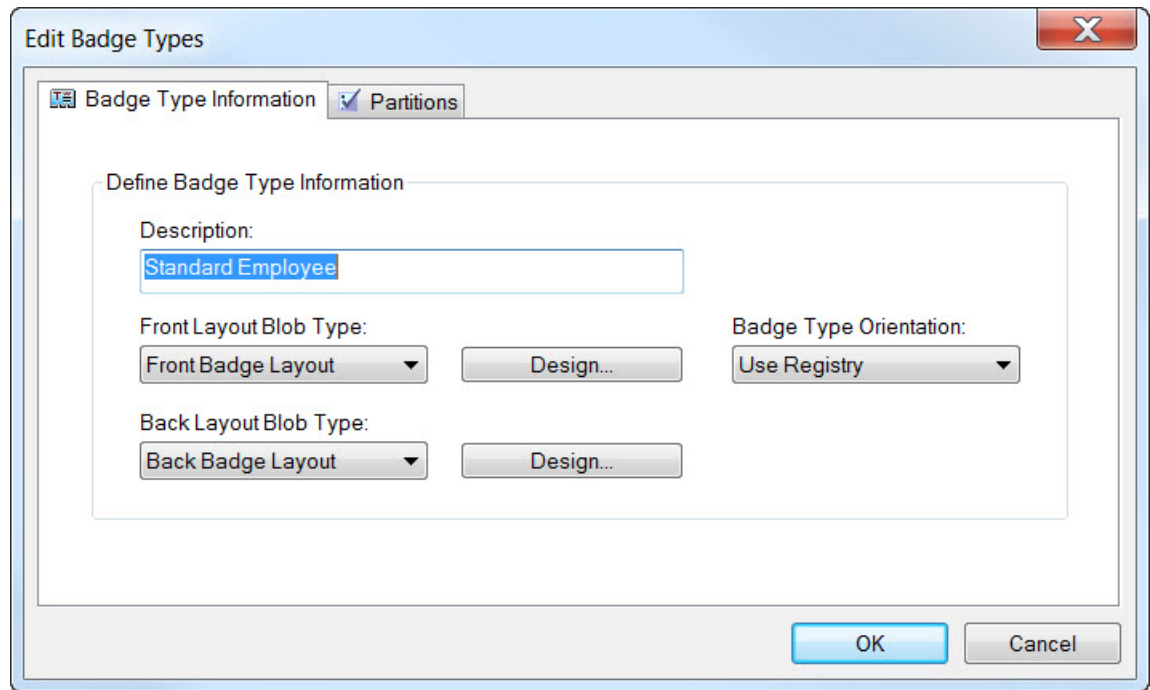 Edit Badge Types
Badge Type Information Partitions
Define Badge Type Information
Description:
Standard Employee
Front Layout Blob Type: Badge Type Orientation:
Front Badge Layout Design... Use Registry
Back Layout Blob Type:
Back Badge Layout Design...
OK Cancel